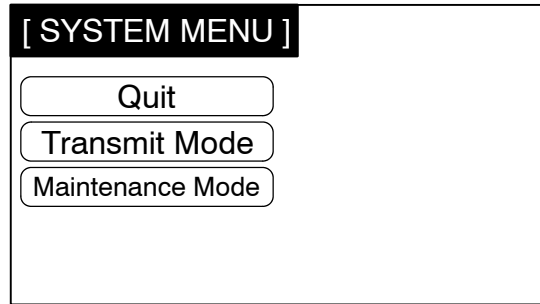 [ SYSTEM MENU ]
Quit
Transmit Mode
Maintenance Mode